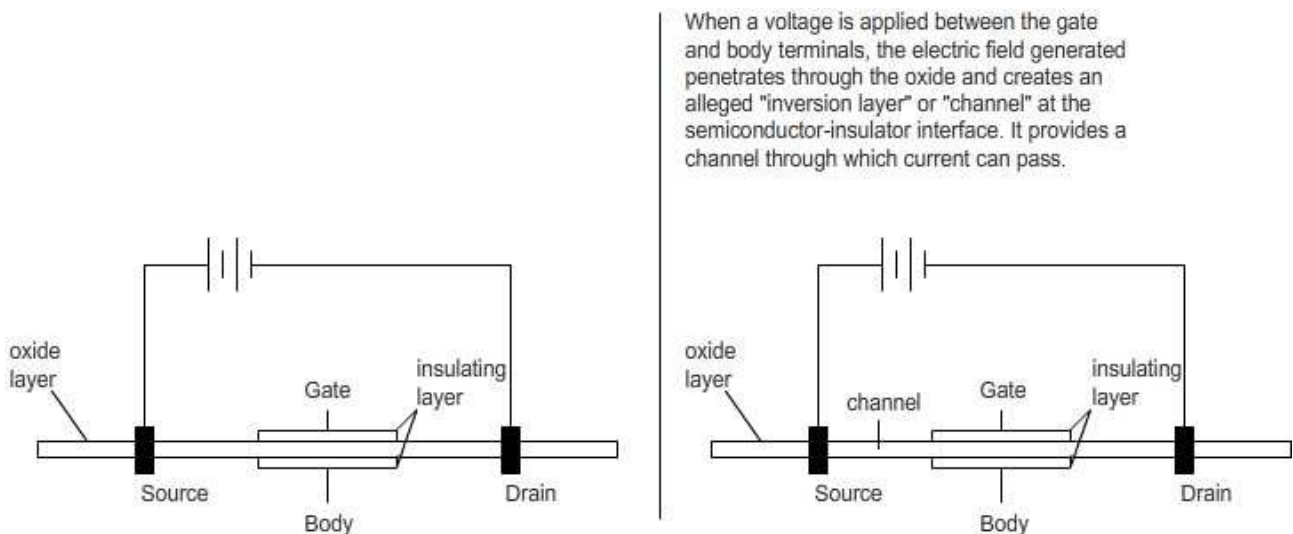 When a voltage is applied between the gate
and body terminals, the electric field generated
penetrates through the oxide and creates an
alleged "inversion layer" or "channel" at the
semiconductor-insulator interface. It provides a
channel through which current can pass.
oxide
layer
Gate
insulating
layer
Source
Drain
Body
oxide
layer
channel
Gate
insulating
layer
Source
Drain
Body